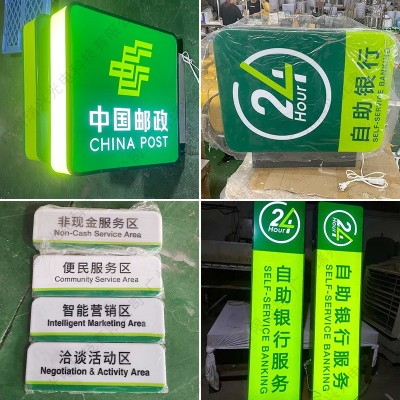 中国邮政
CHINA POST
24
Hour
自助银行
SELF-SERVICE BANKING
非现金服务区
Non-Cash Service Area
便民服务区
Community Service Area
智能营销区
Intelligent Marketing Area
洽谈活动区
Negotiation & Activity Area
24
Hour
自助银行服务
SELF-SERVICE BANKING
自助银行服务
SELF-SERVICE BANKING